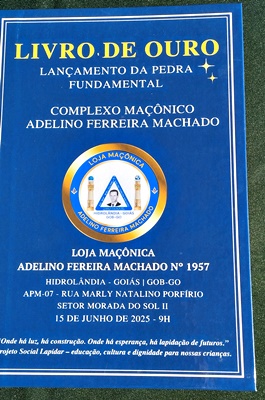 LIVRO DE OURO
LANÇAMENTO DA PEDRA
FUNDAMENTAL
COMPLEXO MAÇÔNICO
ADELINO FERREIRA MACHADO
LOJA MAÇÔNICA
HIDROLÂNDIA - GOIÁS
GOB-GO
ADELINO FERREIRA MACHADO
LOJA MAÇÔNICA
ADELINO FEREIRA MACHADO Nº 1957
HIDROLÂNDIA - GOIÁS | GOB-GO
APM-07 - RUA MARLY NATALINO PORFÍRIO
SETOR MORADA DO SOL II
15 DE JUNHO DE 2025 - 9H
"Onde há luz, há construção. Onde há esperança, há lapidação de futuros."
Projeto Social Lapidar – educação, cultura e dignidade para nossas crianças.